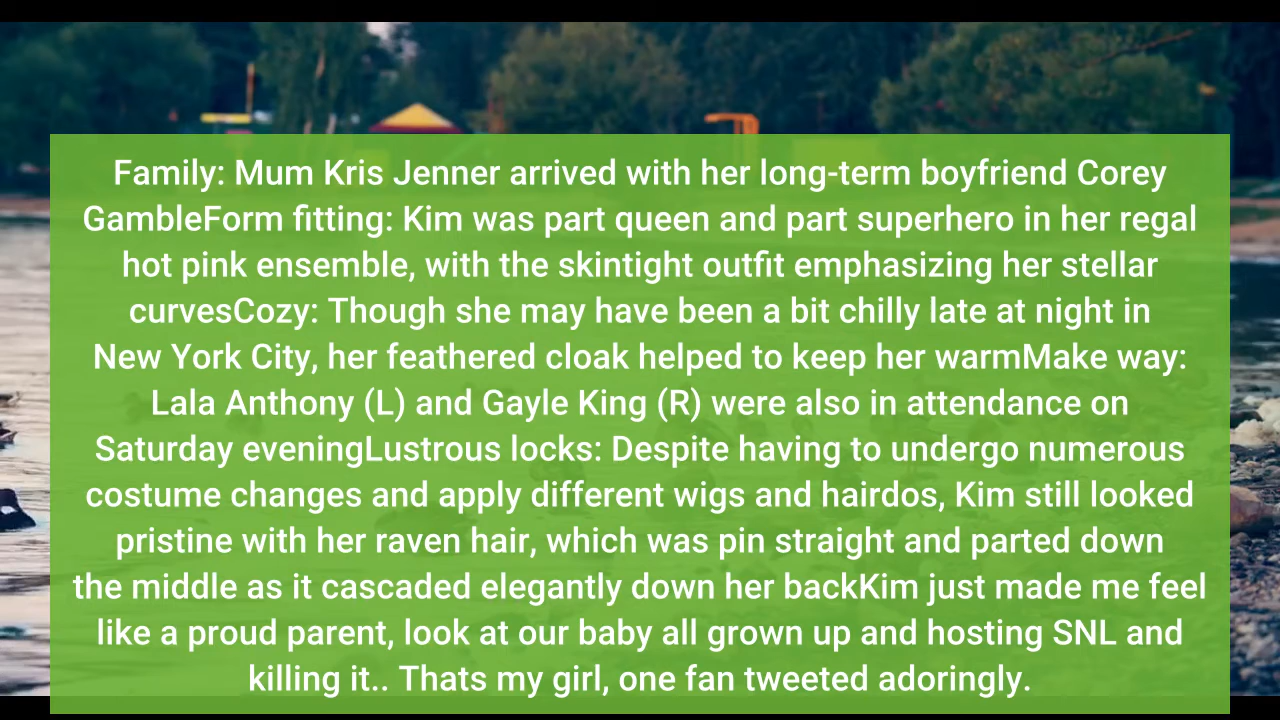 Family: Mum Kris Jenner arrived with her long-term boyfriend Corey
GambleForm fitting: Kim was part queen and part superhero in her regal
hot pink ensemble, with the skintight outfit emphasizing her stellar
curvesCozy: Though she may have been a bit chilly late at night in
New York City, her feathered cloak helped to keep her warmMake way:
Lala Anthony (L) and Gayle King (R) were also in attendance on
Saturday eveningLustrous locks: Despite having to undergo numerous
costume changes and apply different wigs and hairdos, Kim still looked
pristine with her raven hair, which was pin straight and parted down
the middle as it cascaded elegantly down her backKim just made me feel
like a proud parent, look at our baby all grown up and hosting SNL and
killing it.. Thats my girl, one fan tweeted adoringly.